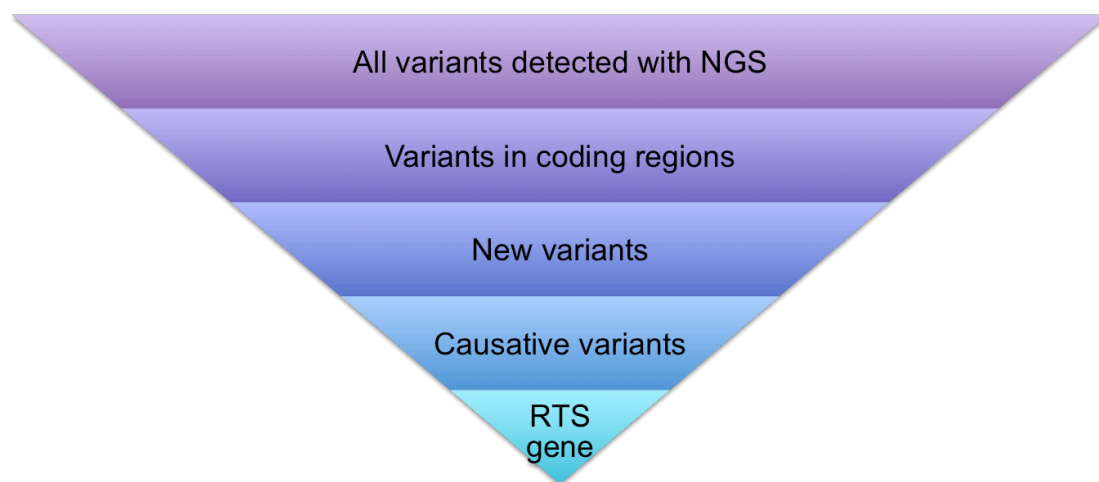 All variants detected with NGS
Variants in coding regions
New variants
Causative variants
RTS
gene